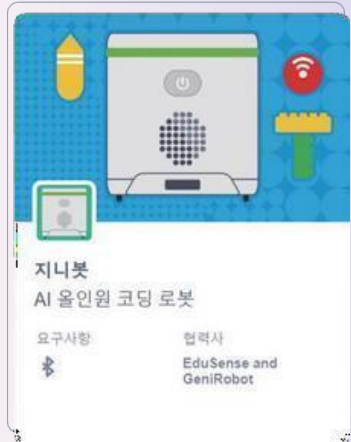 지니봇
AI 올인원 코딩 로봇
요구사항
협력사
EduSense and
GeniRobot